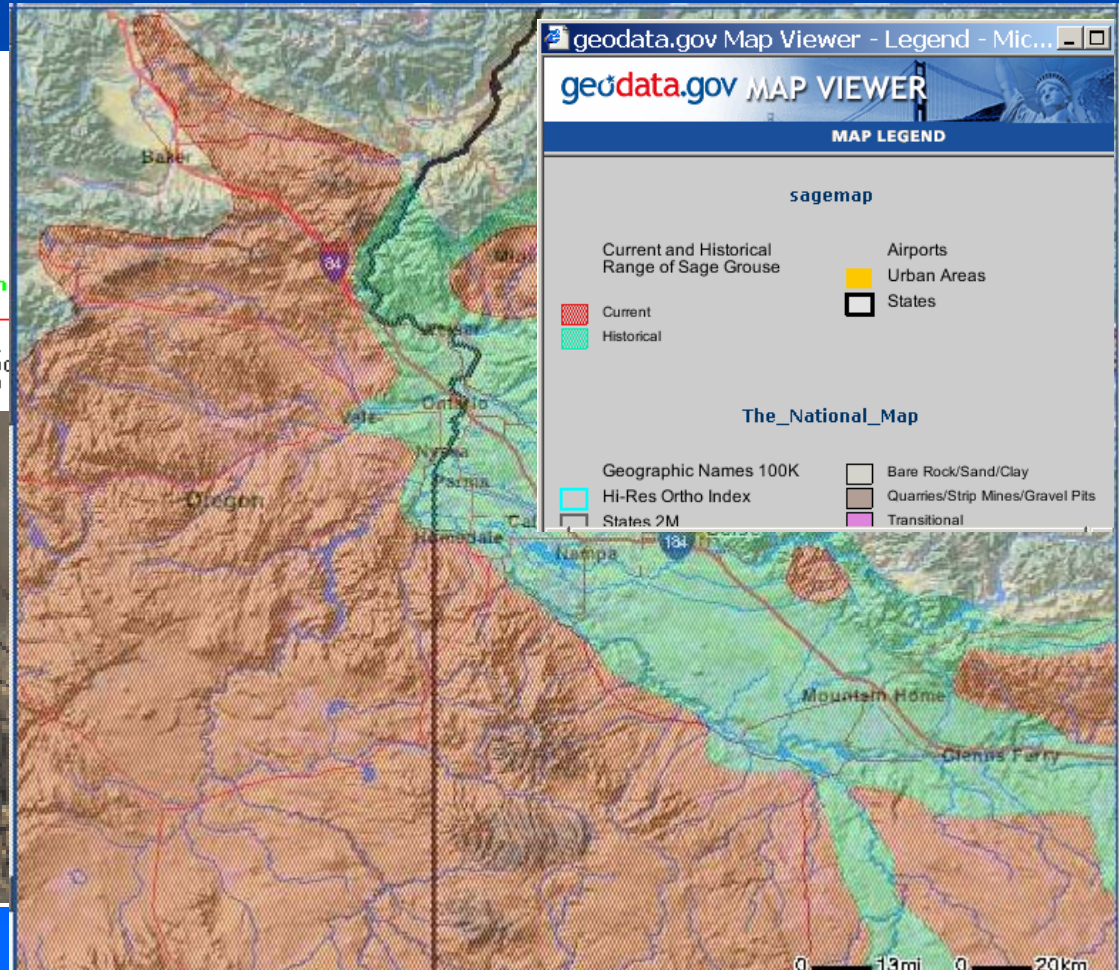 geodata.gov Map Viewer - Legend - Mic...
geodata.gov MAP VIEWER
MAP LEGEND
sagemap
Current and Historical
Range of Sage Grouse
Current
Historical
Airports
Urban Areas
States
The_National_Map
Geographic Names 100K
Hi-Res Ortho Index
States 2M
Bare Rock/Sand/Clay
Quarries/Strip Mines/Gravel Pits
Transitional
Baker
84
Weiser
Ontario
Vale
Nyssa
Parma
Oregon
Homedale
Nampa
184
Mountain Home
Glenns Ferry
0 13mi 0 20km